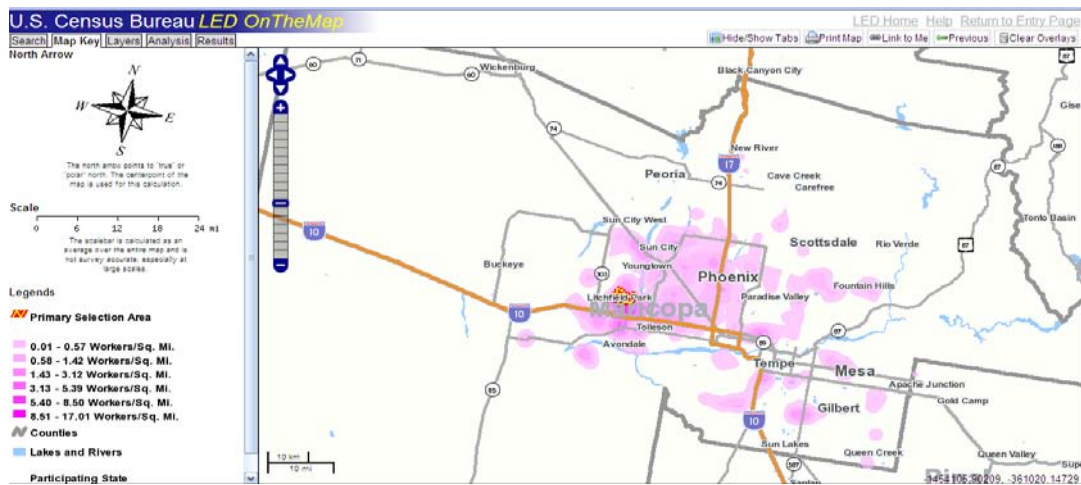 U.S. Census Bureau LED OnTheMap
LED Home Help Return to Entry Page
Search Map Key Layers Analysis Results
Hide/Show Tabs Print Map Link to Me Previous Clear Overlays
North Arrow
N
W
E
S
The north arrow points to "true" or
"polar" north. The centerpoint of the
map is used for this calculation.
Scale
0 6 12 18 24 mi
The scalebar is calculated as an
average over the entire map and is
not survey accurate, especially at
large scales.
Legends
Primary Selection Area
0.01 - 0.57 Workers/Sq. Mi.
0.58 - 1.42 Workers/Sq. Mi.
1.43 - 3.12 Workers/Sq. Mi.
3.13 - 5.39 Workers/Sq. Mi.
5.40 - 8.50 Workers/Sq. Mi.
8.51 - 17.01 Workers/Sq. Mi.
Counties
Lakes and Rivers
Participating State
60
71
Wickenburg
60
Black Canyon City
87
74
New River
17
188
87
Peoria
74
Cave Creek
Carefree
Sun City West
Tonto Basin
10
Sun City
Scottsdale
Rio Verde
87
Buckeye
303
Youngtown
Phoenix
Fountain Hills
Litchfield Park
Paradise Valley
10
Maricopa
Tolleson
87
Avondale
Tempe
Mesa
85
Apache Junction
Gold Camp
Gilbert
10
Sun Lakes
Queen Creek
Queen Valley
587
10 km
10 mi